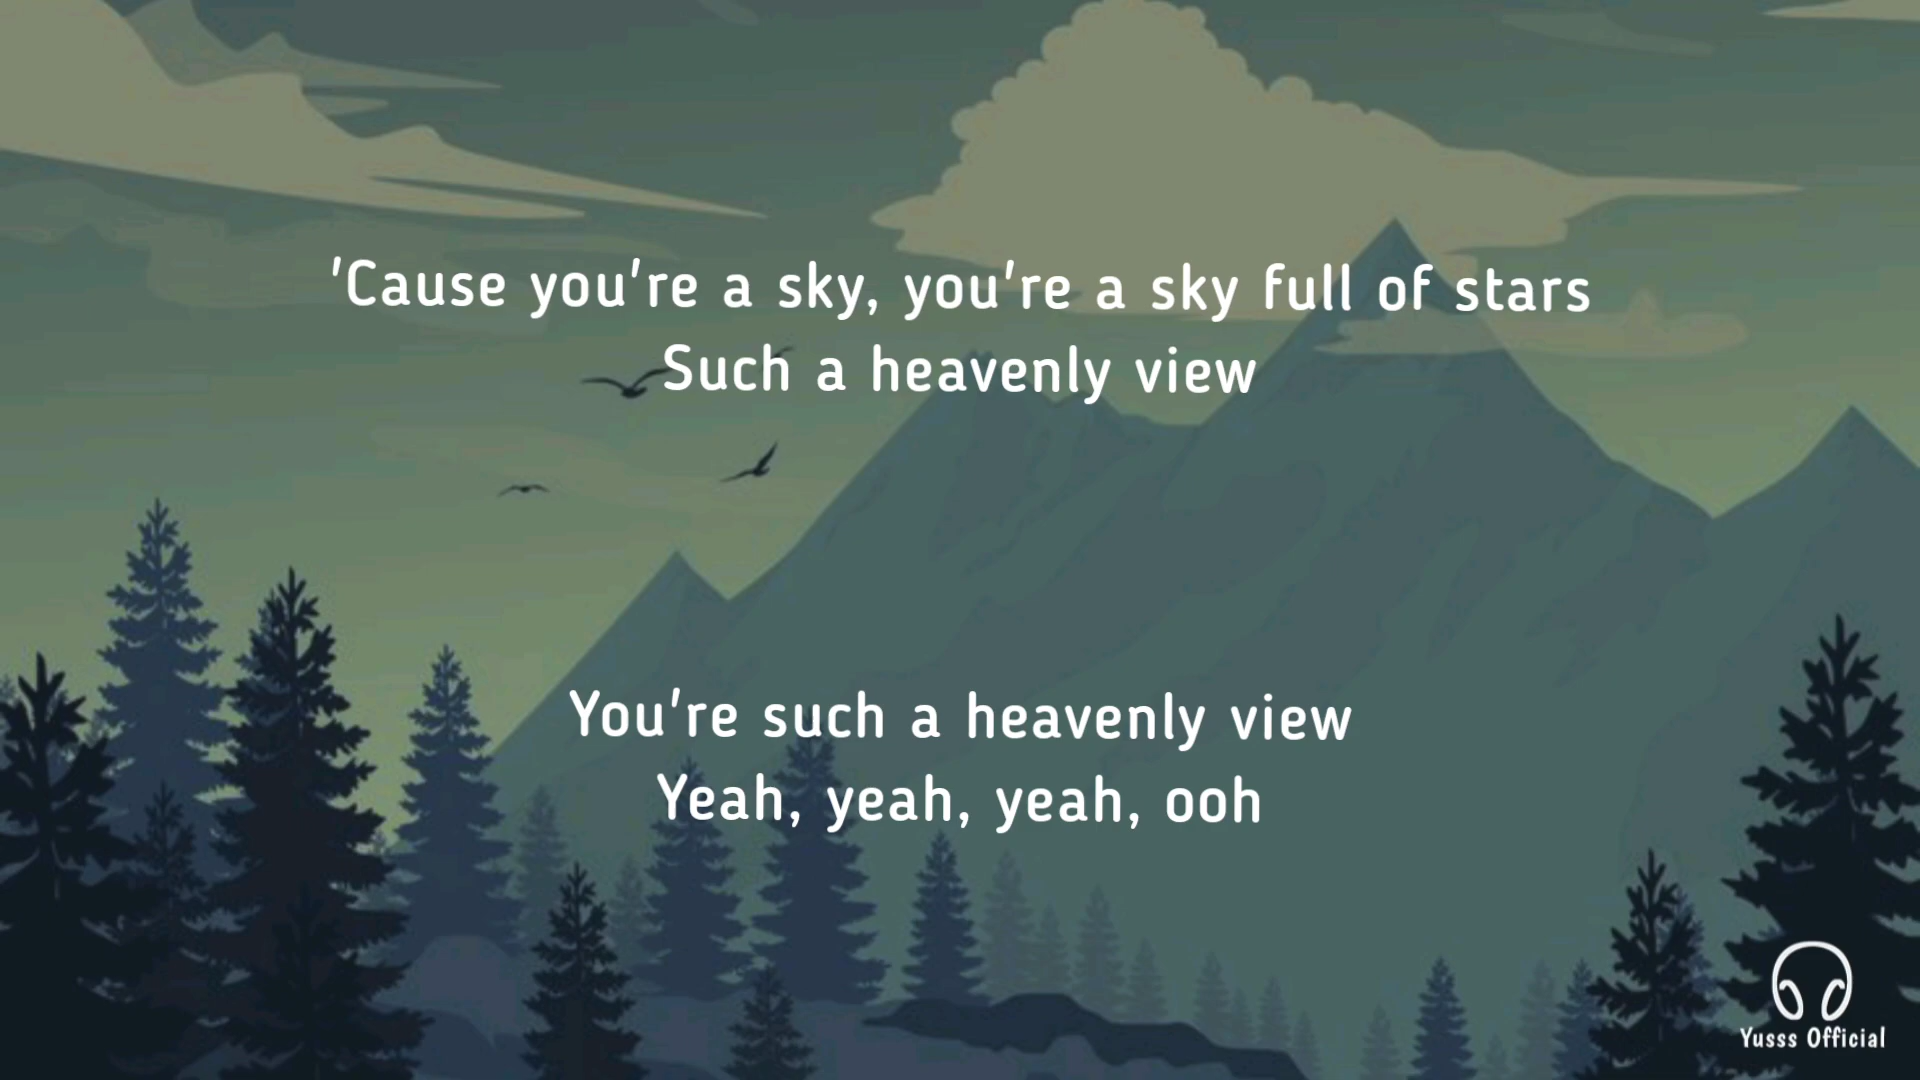 'Cause you're a sky, you're a sky full of stars
Such a heavenly view
You're such a heavenly view
Yeah, yeah, yeah, ooh
Yusss Official